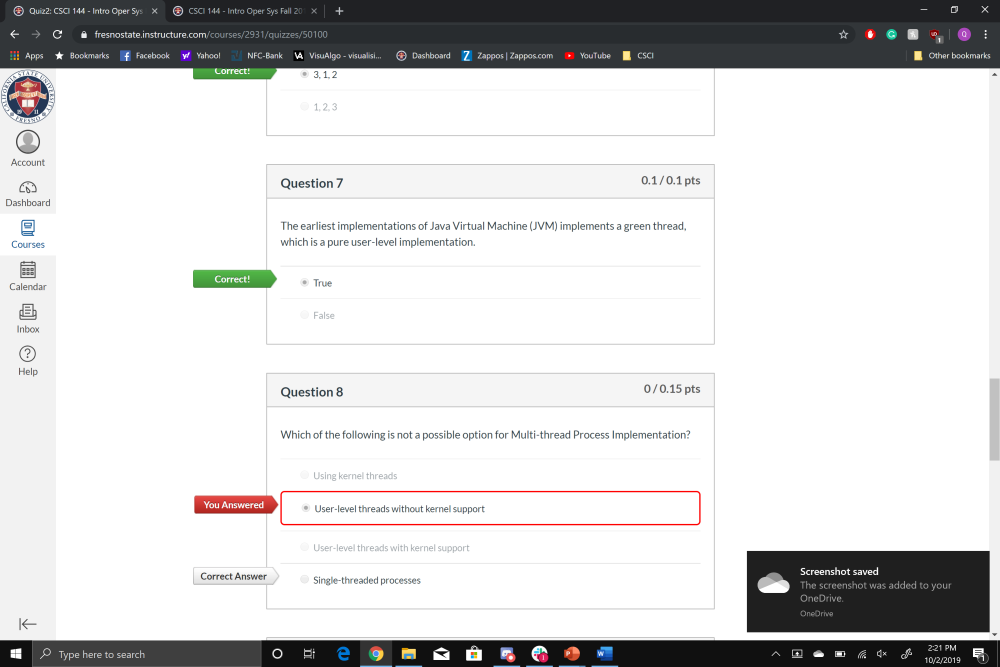 Quiz2: CSCI 144 - Intro Oper Sys
CSCI 144 - Intro Oper Sys Fall 20
fresnostate.instructure.com/courses/2931/quizzes/50100
Apps
Bookmarks
Facebook
Yahoo!
NFC-Bank
VisuAlgo - visualisi...
Dashboard
Zappos | Zappos.com
YouTube
CSCI
Other bookmarks
Account
Dashboard
Courses
Calendar
Inbox
Help
Correct!
3, 1, 2
1, 2, 3
Question 7
0.1 / 0.1 pts
The earliest implementations of Java Virtual Machine (JVM) implements a green thread,
which is a pure user-level implementation.
Correct!
True
False
Question 8
0 / 0.15 pts
Which of the following is not a possible option for Multi-thread Process Implementation?
Using kernel threads
You Answered
User-level threads without kernel support
User-level threads with kernel support
Correct Answer
Single-threaded processes
Screenshot saved
The screenshot was added to your
OneDrive.
OneDrive
Type here to search
2:21 PM
10/2/2019